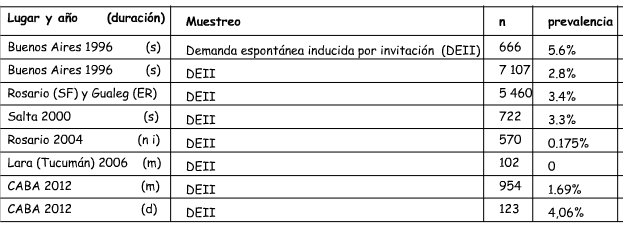 Lugar y año (duración) Muestreo n prevalencia
Buenos Aires 1996 (s) Demanda espontánea inducida por invitación (DEII) 666 5.6%
Buenos Aires 1996 (s) DEII 7 107 2.8%
Rosario (SF) y Gualeg (ER) DEII 5 460 3.4%
Salta 2000 (s) DEII 722 3.3%
Rosario 2004 (n i) DEII 570 0.175%
Lara (Tucumán) 2006 (m) DEII 102 0
CABA 2012 (m) DEII 954 1.69%
CABA 2012 (d) DEII 123 4,06%